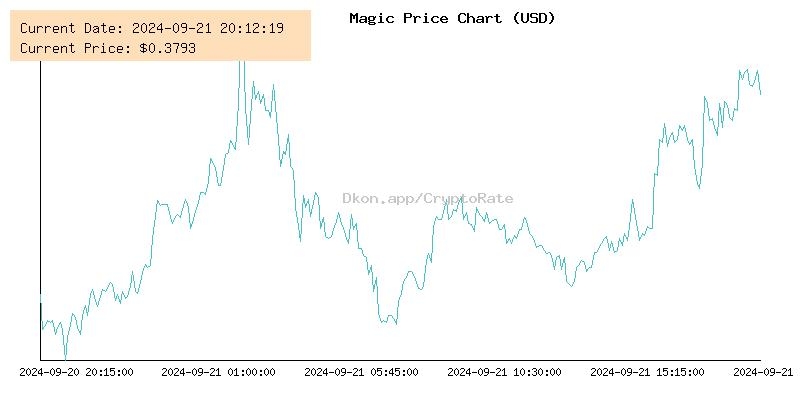 Magic Price Chart (USD)
Current Date: 2024-09-21 20:12:19
Current Price: $0.3793
Dkon.app/CryptoRate
2024-09-20 20:15:00 2024-09-21 01:00:00 2024-09-21 05:45:00 2024-09-21 10:30:00 2024-09-21 15:15:00 2024-09-21